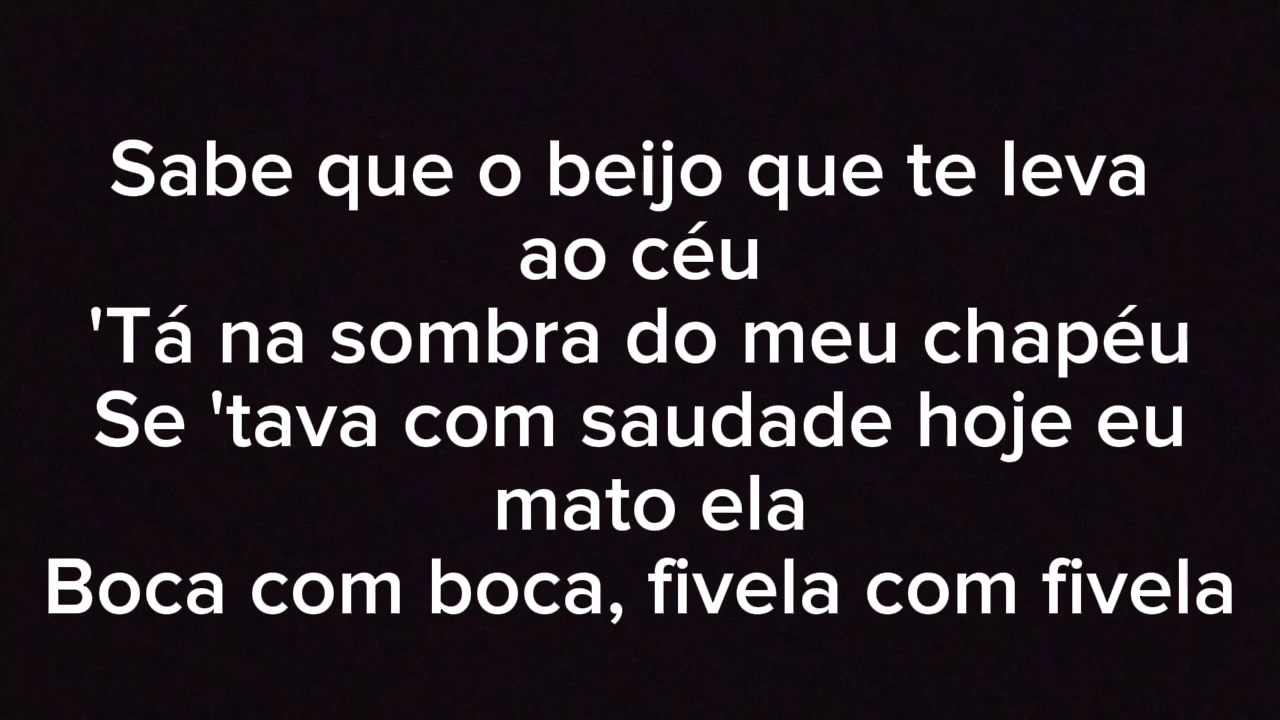 Sabe que o beijo que te leva
ao céu
'Tá na sombra do meu chapéu
Se 'tava com saudade hoje eu
mato ela
Boca com boca, fivela com fivela